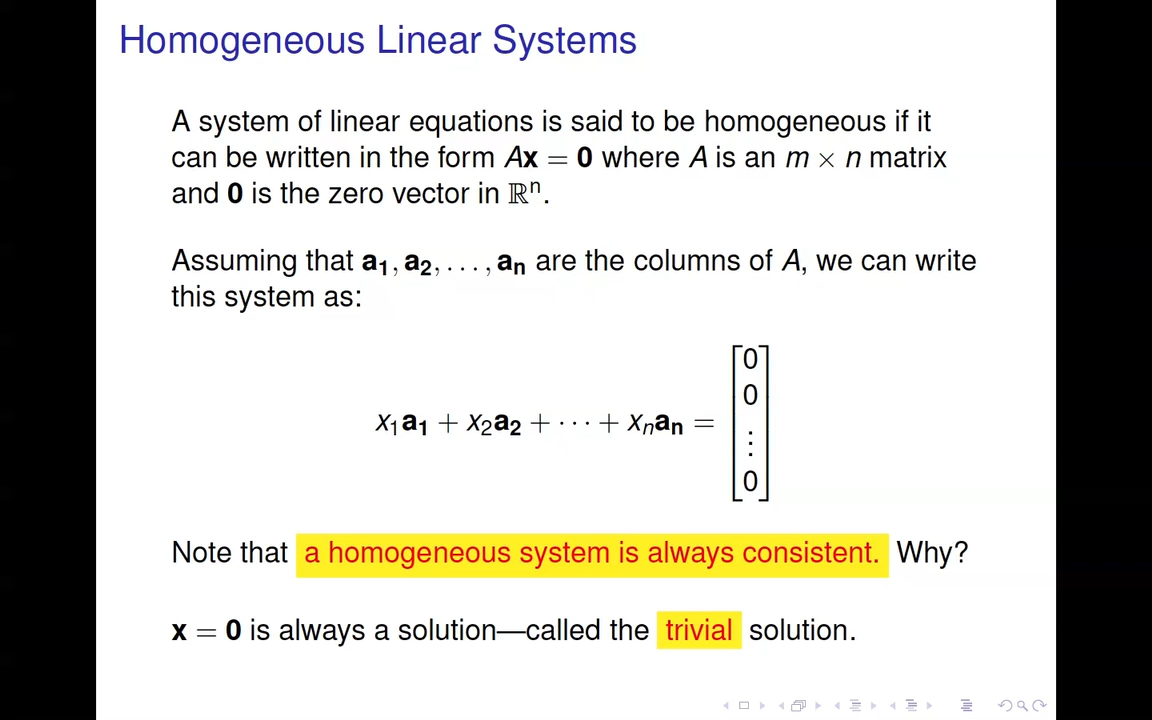 Homogeneous Linear Systems
A system of linear equations is said to be homogeneous if it
can be written in the form Ax = 0 where A is an m × n matrix
and 0 is the zero vector in ℝⁿ.
Assuming that a₁, a₂, . . . , aₙ are the columns of A, we can write
this system as:
x₁a₁ + x₂a₂ + · · · + xₙaₙ = [0 0 ⋮ 0]
Note that a homogeneous system is always consistent. Why?
x = 0 is always a solution—called the trivial solution.